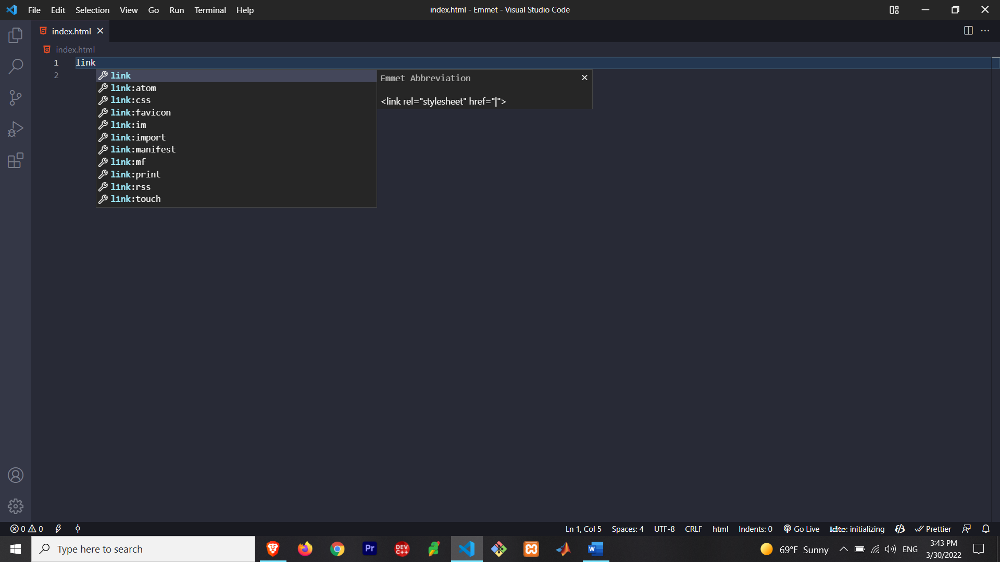 File Edit Selection View Go Run Terminal Help
index.html - Emmet - Visual Studio Code
index.html
index.html
1 link
2
link
link:atom
link:css
link:favicon
link:im
link:import
link:manifest
link:mf
link:print
link:rss
link:touch
Emmet Abbreviation
<link rel="stylesheet" href="|">
0 0
Ln 1, Col 5 Spaces: 4 UTF-8 CRLF html Indents: 0 Go Live kite: initializing Prettier
Type here to search
Pr
DEV C++
W
69°F Sunny
ENG
3:43 PM
3/30/2022